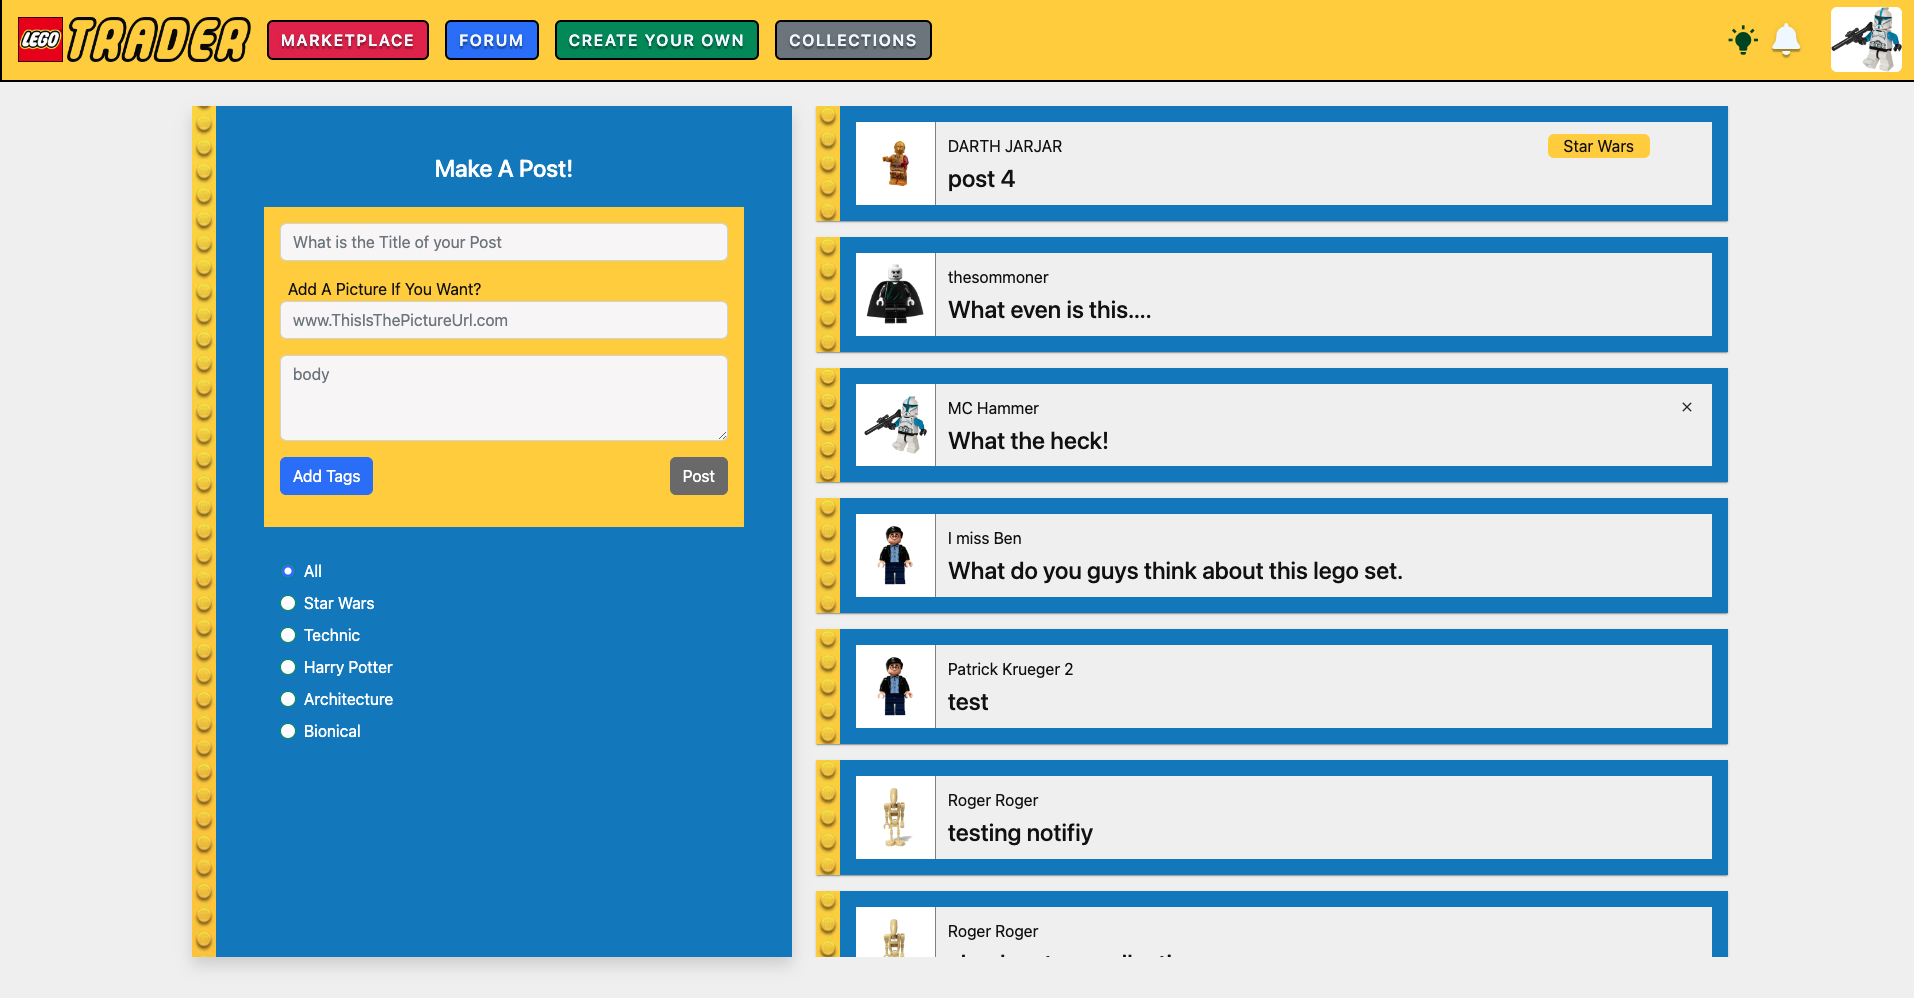 LEGO TRADER MARKETPLACE FORUM CREATE YOUR OWN COLLECTIONS
Make A Post!
What is the Title of your Post
Add A Picture If You Want?
www.ThisIsThePictureUrl.com
body
Add Tags Post
All
Star Wars
Technic
Harry Potter
Architecture
Bionical
DARTH JARJAR Star Wars
post 4
thesommoner
What even is this....
MC Hammer
What the heck!
I miss Ben
What do you guys think about this lego set.
Patrick Krueger 2
test
Roger Roger
testing notifiy
Roger Roger